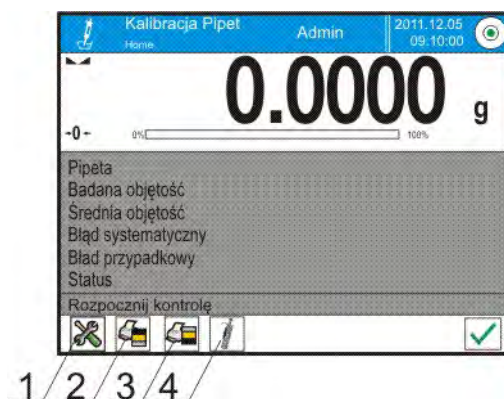 Kalibracja Pipet
Home
Admin
2011.12.05
09:10:00
0.0000 g
-0-
0% 100%
Pipeta
Badana objętość
Średnia objętość
Błąd systematyczny
Bład przypadkowy
Status
Rozpocznij kontrolę
1 2 3 4